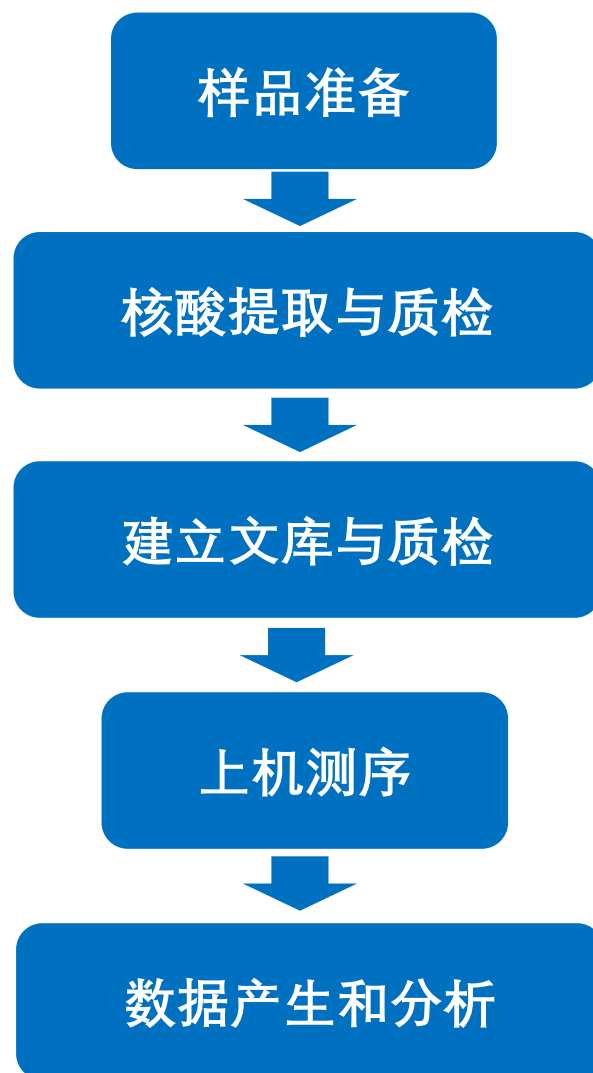 样品准备
核酸提取与质检
建立文库与质检
上机测序
数据产生和分析